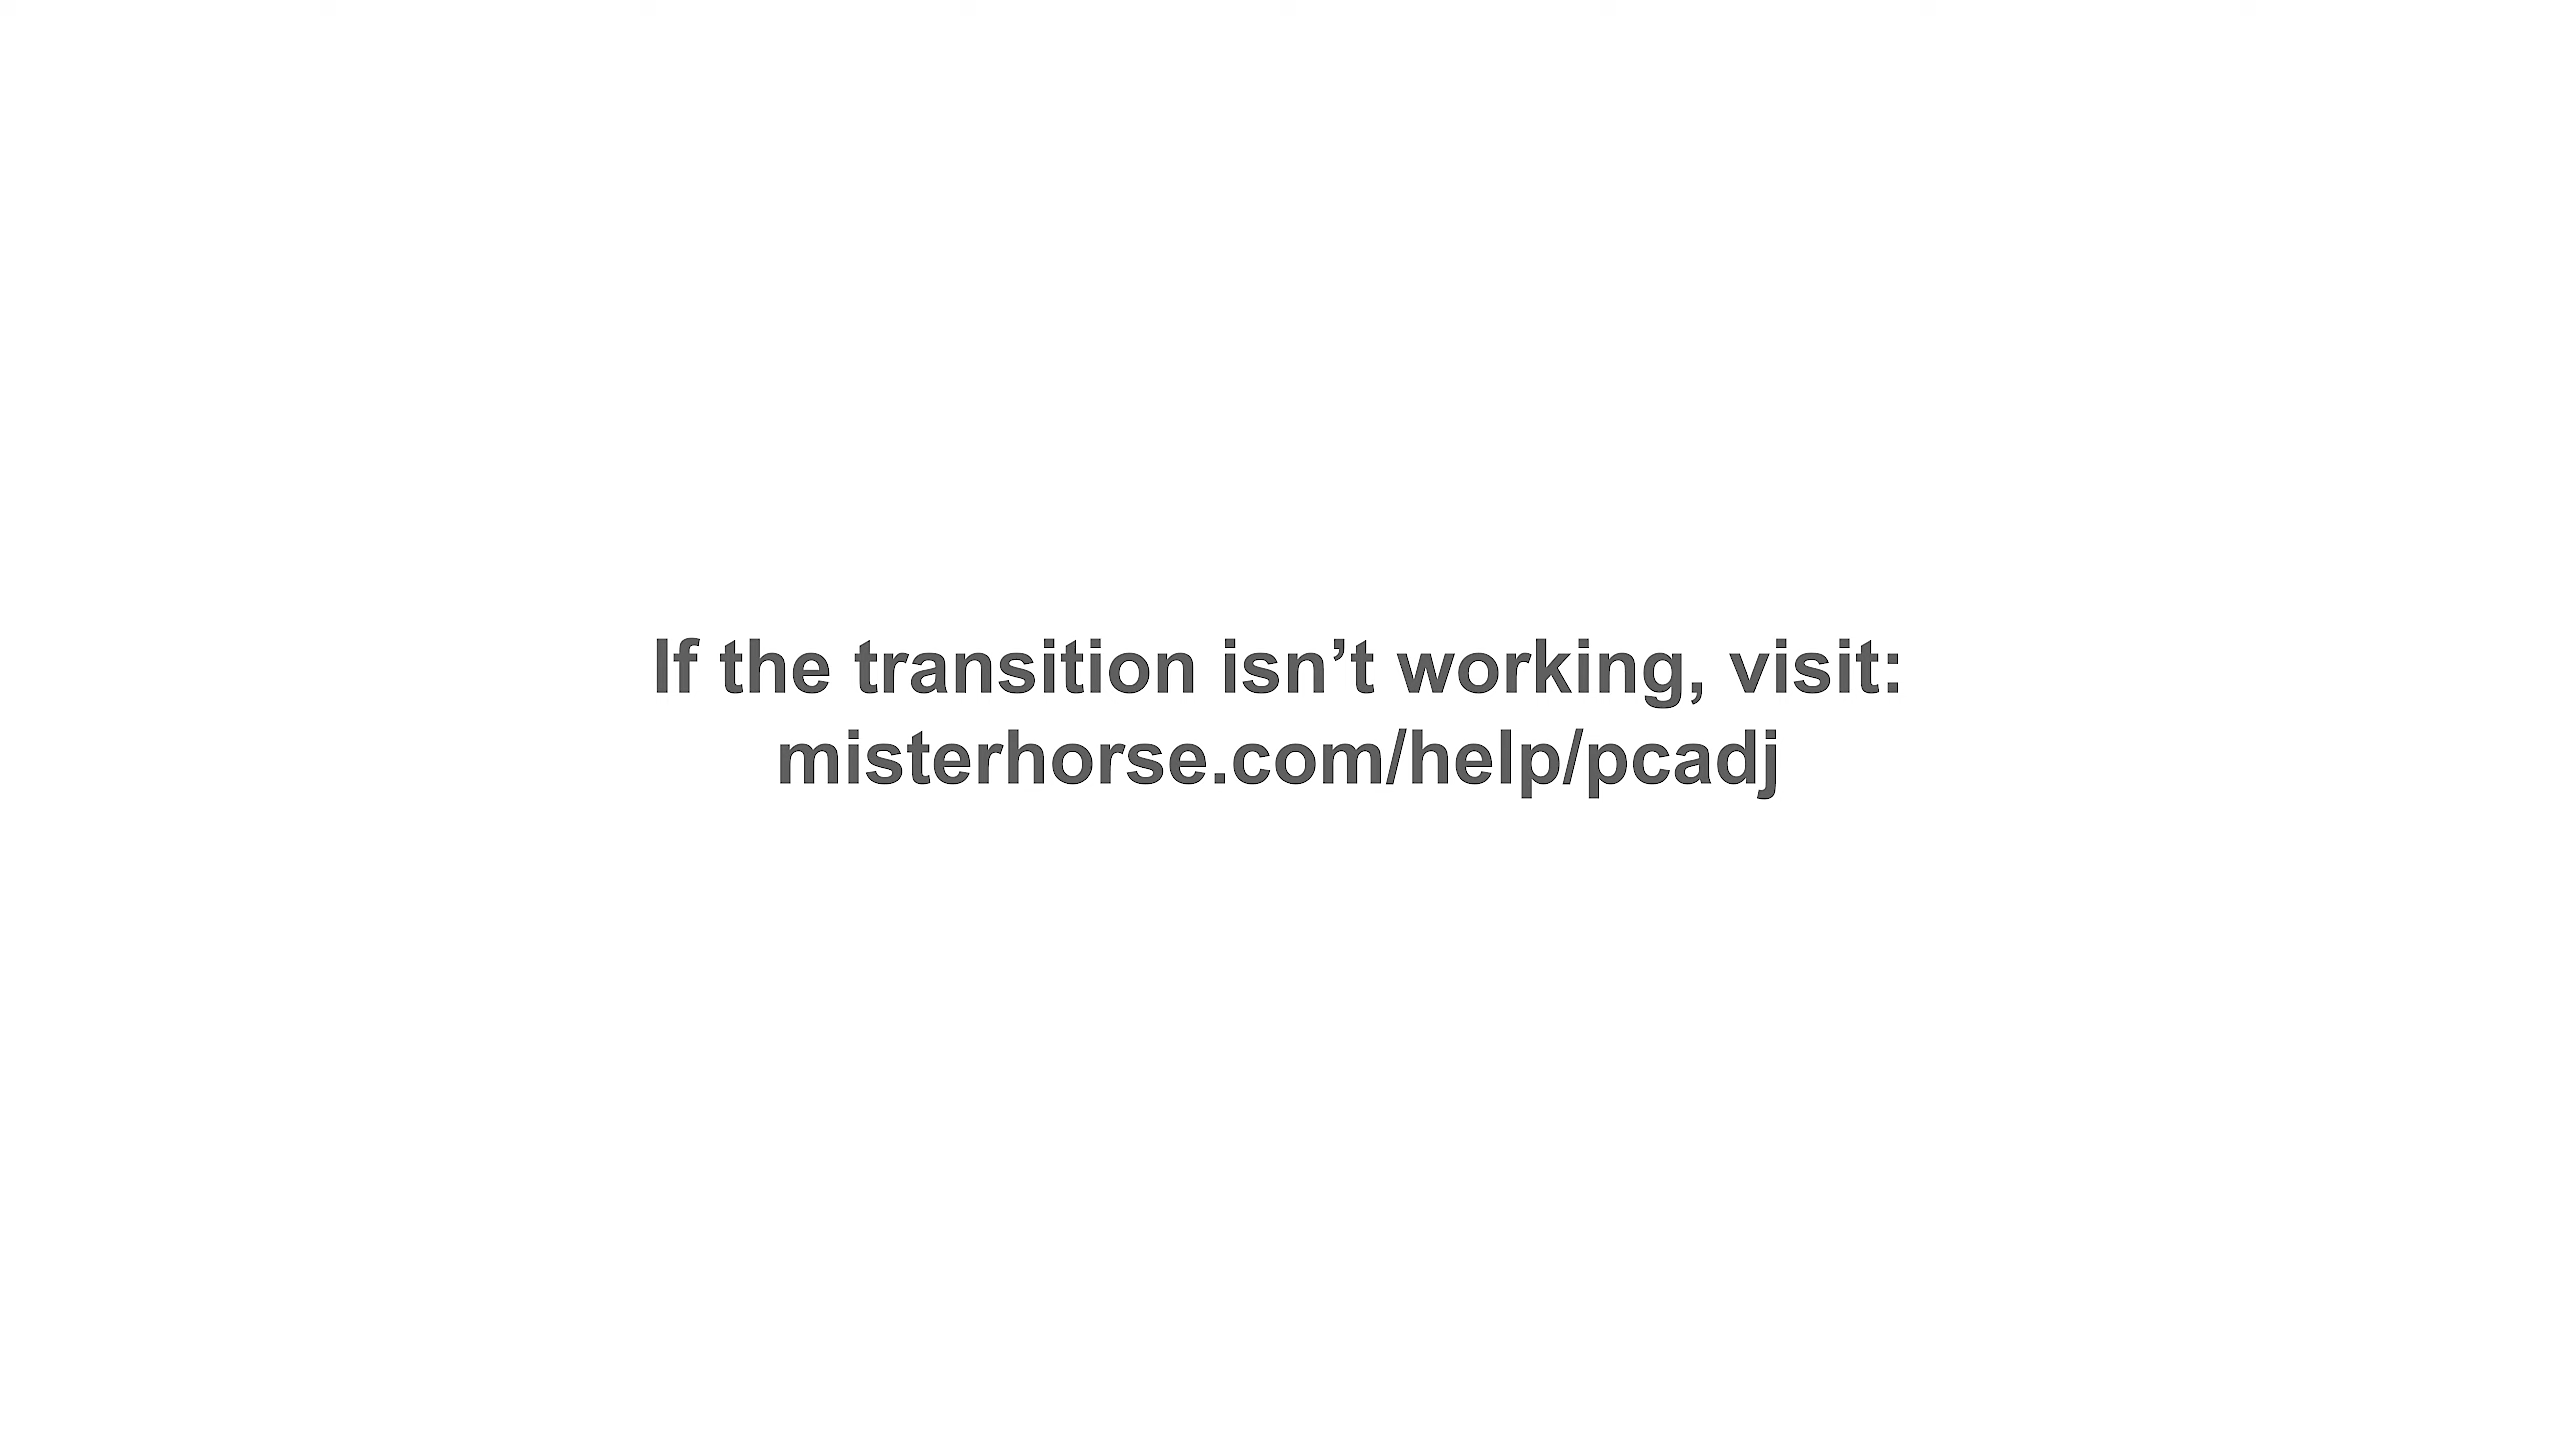 If the transition isn’t working, visit:
misterhorse.com/help/pcadj